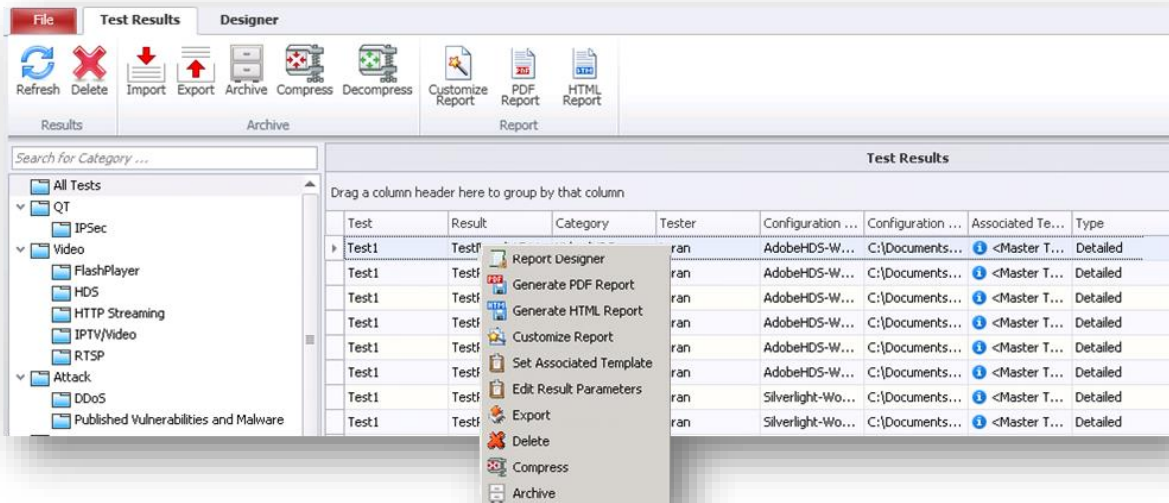 File Test Results Designer
Refresh Delete Import Export Archive Compress Decompress Customize Report PDF Report HTML Report
Results Archive Report
Search for Category ...
All Tests
QT
IPSec
Video
FlashPlayer
HDS
HTTP Streaming
IPTV/Video
RTSP
Attack
DDoS
Published Vulnerabilities and Malware
Test Results
Drag a column header here to group by that column
Test Result Category Tester Configuration ... Configuration ... Associated Te... Type
Test1 AdobeHDS-W... C:\Documents... <Master T... Detailed
Test1 AdobeHDS-W... C:\Documents... <Master T... Detailed
Test1 AdobeHDS-W... C:\Documents... <Master T... Detailed
Test1 AdobeHDS-W... C:\Documents... <Master T... Detailed
Test1 AdobeHDS-W... C:\Documents... <Master T... Detailed
Test1 AdobeHDS-W... C:\Documents... <Master T... Detailed
Test1 Silverlight-Wo... C:\Documents... <Master T... Detailed
Test1 Silverlight-Wo... C:\Documents... <Master T... Detailed
Report Designer
Generate PDF Report
Generate HTML Report
Customize Report
Set Associated Template
Edit Result Parameters
Export
Delete
Compress
Archive